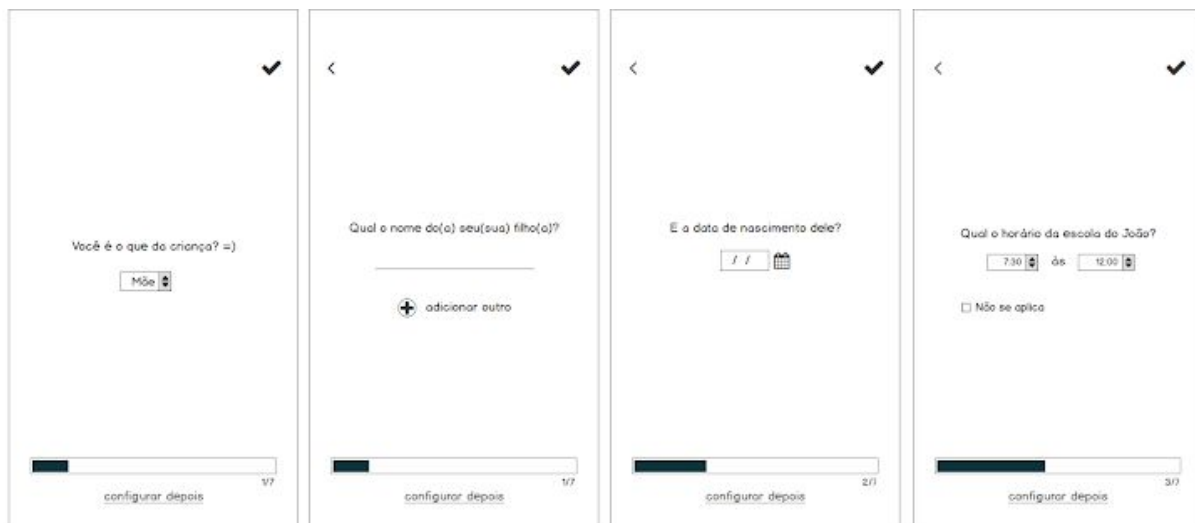 Você é o que da criança? =)
Mãe
1/7
configurar depois
Qual o nome do(a) seu(sua) filho(a)?
adicionar outro
1/7
configurar depois
E a data de nascimento dele?
/ /
2/7
configurar depois
Qual o horário da escola do João?
7:30 às 12:00
Não se aplica
3/7
configurar depois